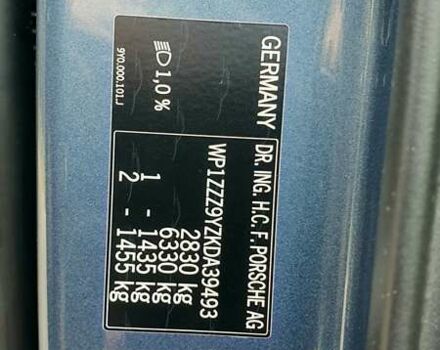 GERMANY DR. ING. H.C. F. PORSCHE AG
WP1ZZZ9YZKDA39493
2830 kg
6330 kg
1 - 1435 kg
2 - 1455 kg
1,0 %
9Y0.000.101.J